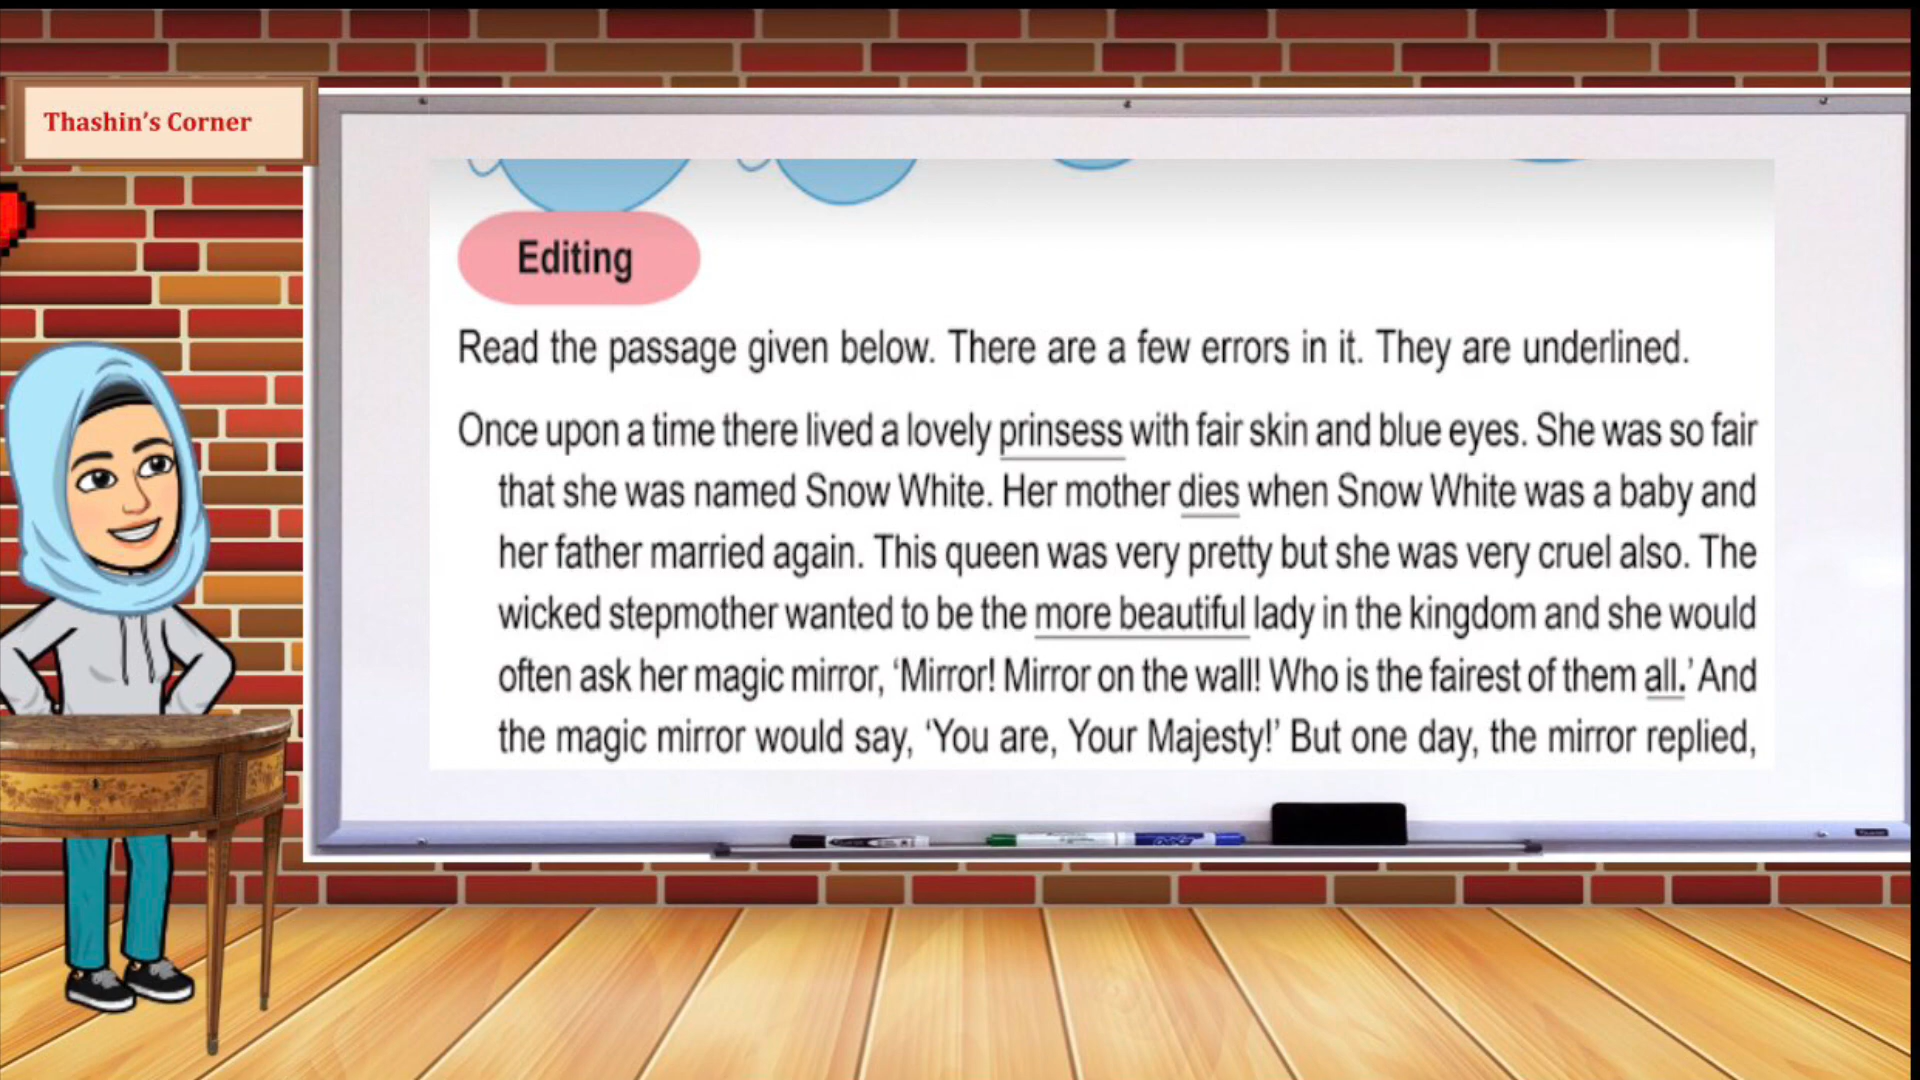 Thashin's Corner
Editing
Read the passage given below. There are a few errors in it. They are underlined.
Once upon a time there lived a lovely prinsess with fair skin and blue eyes. She was so fair
that she was named Snow White. Her mother dies when Snow White was a baby and
her father married again. This queen was very pretty but she was very cruel also. The
wicked stepmother wanted to be the more beautiful lady in the kingdom and she would
often ask her magic mirror, ‘Mirror! Mirror on the wall! Who is the fairest of them all.’ And
the magic mirror would say, ‘You are, Your Majesty!’ But one day, the mirror replied,